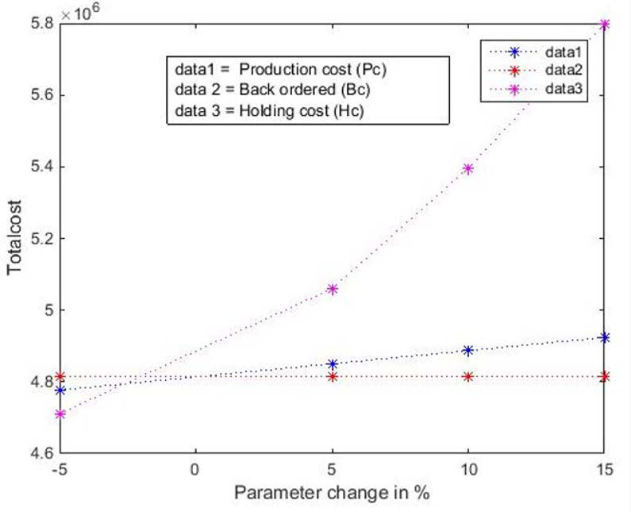 ×10⁶
5.8
5.6
5.4
5.2
5
4.8
4.6
Totalcost
data1 = Production cost (Pc)
data 2 = Back ordered (Bc)
data 3 = Holding cost (Hc)
data1
data2
data3
-5 0 5 10 15
Parameter change in %